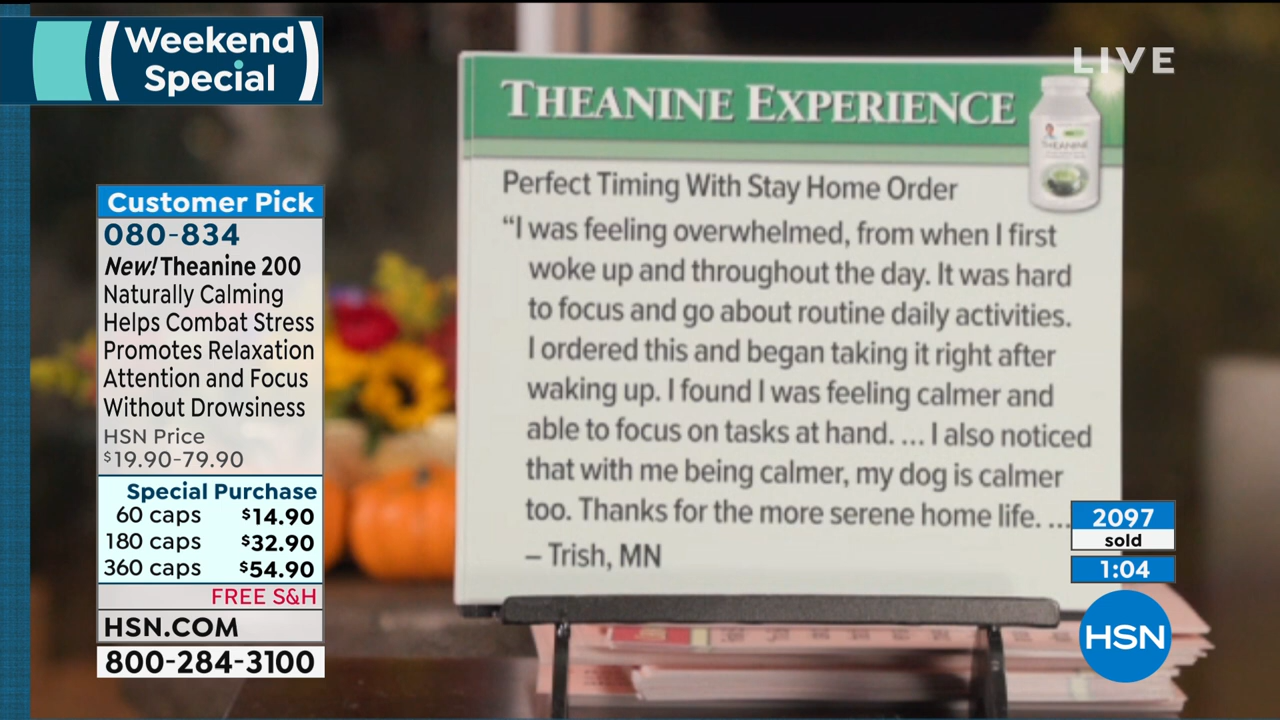 Weekend
Special
LIVE
THEANINE EXPERIENCE
THEANINE
Perfect Timing With Stay Home Order
“I was feeling overwhelmed, from when I first
woke up and throughout the day. It was hard
to focus and go about routine daily activities.
I ordered this and began taking it right after
waking up. I found I was feeling calmer and
able to focus on tasks at hand. ... I also noticed
that with me being calmer, my dog is calmer
too. Thanks for the more serene home life. ...
– Trish, MN
Customer Pick
080-834
New! Theanine 200
Naturally Calming
Helps Combat Stress
Promotes Relaxation
Attention and Focus
Without Drowsiness
HSN Price
$19.90-79.90
Special Purchase
60 caps $14.90
180 caps $32.90
360 caps $54.90
FREE S&H
HSN.COM
800-284-3100
2097
sold
1:04
HSN